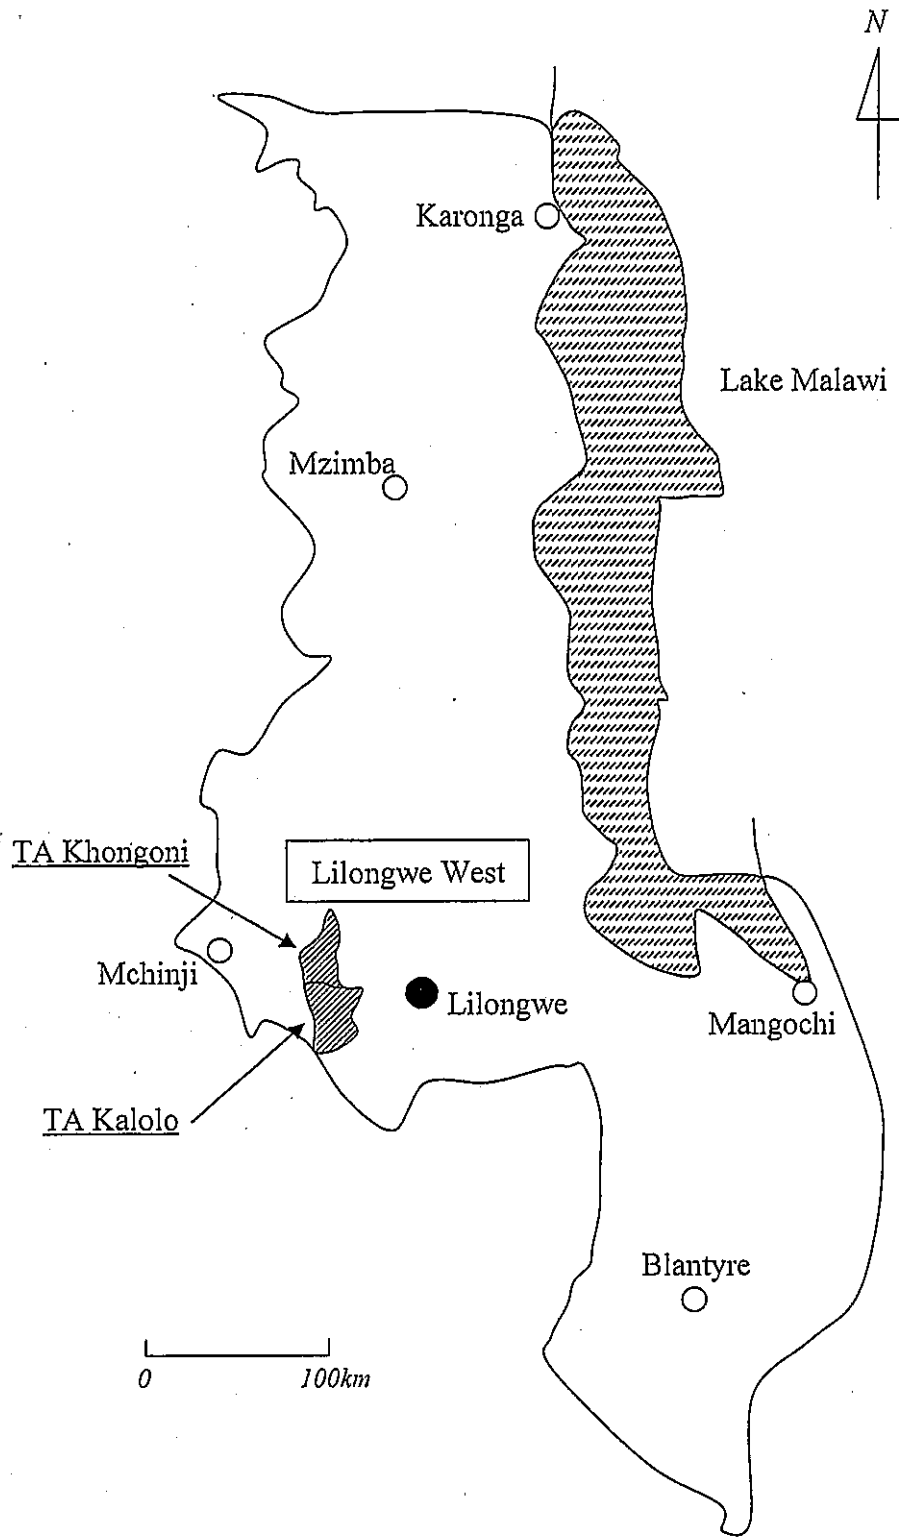 N
Karonga
Lake Malawi
Mzimba
TA Khongoni
Lilongwe West
Mchinji
Lilongwe
Mangochi
TA Kalolo
Blantyre
0 100km